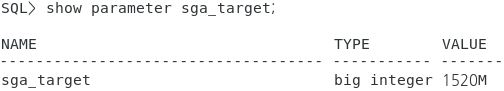 SQL> show parameter sga_target;
NAME TYPE VALUE
------------------------------------ ----------- -------
sga_target big integer 1520M